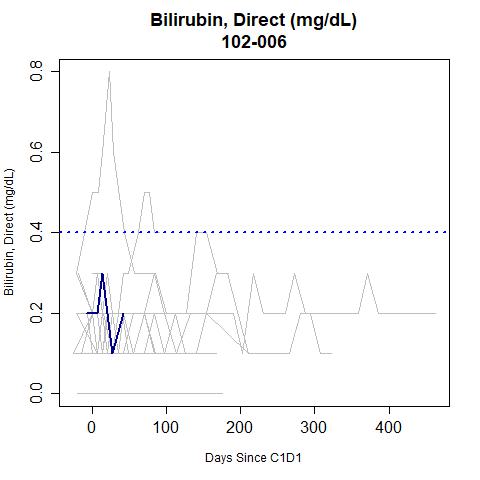 Bilirubin, Direct (mg/dL)
102-006
Bilirubin, Direct (mg/dL)
0.8
0.6
0.4
0.2
0.0
0 100 200 300 400
Days Since C1D1